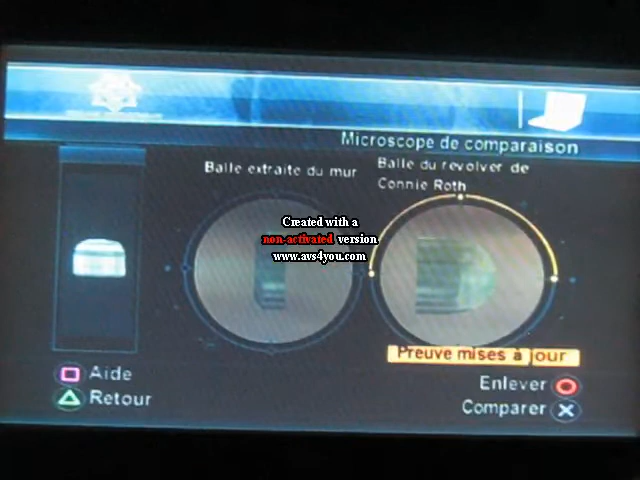 Microscope de comparaison
Balle extraite du mur
Balle du revolver de
Connie Roth
Created with a
non-activated version
www.avs4you.com
Preuve mises à jour
Aide
Retour
Enlever
Comparer